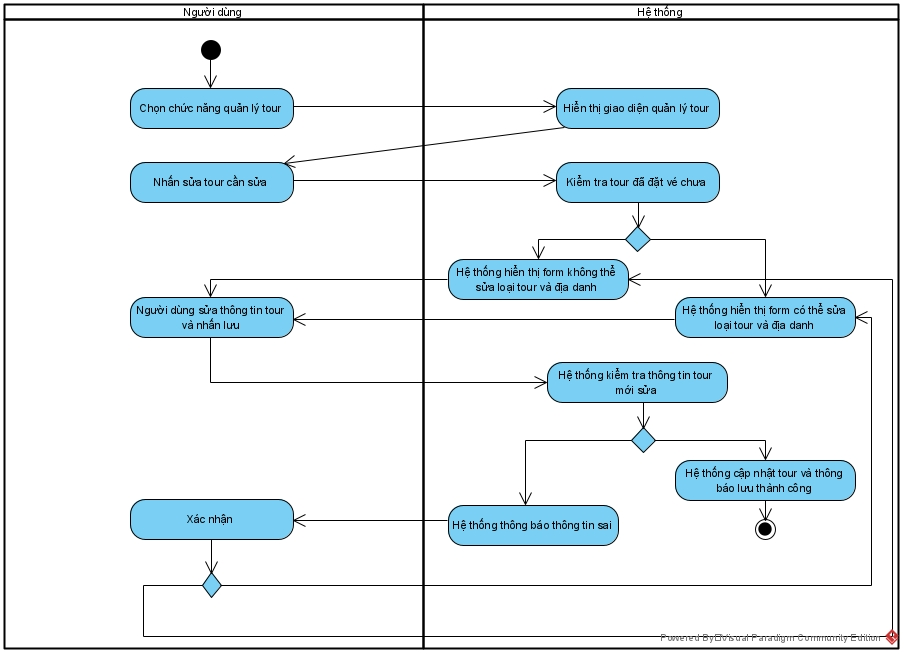 Người dùng
Hệ thống
Chọn chức năng quản lý tour
Hiển thị giao diện quản lý tour
Nhấn sửa tour cần sửa
Kiểm tra tour đã đặt vé chưa
Hệ thống hiển thị form không thể
sửa loại tour và địa danh
Người dùng sửa thông tin tour
và nhấn lưu
Hệ thống hiển thị form có thể sửa
loại tour và địa danh
Hệ thống kiểm tra thông tin tour
mới sửa
Hệ thống cập nhật tour và thông
báo lưu thành công
Xác nhận
Hệ thống thông báo thông tin sai
Powered By Visual Paradigm Community Edition